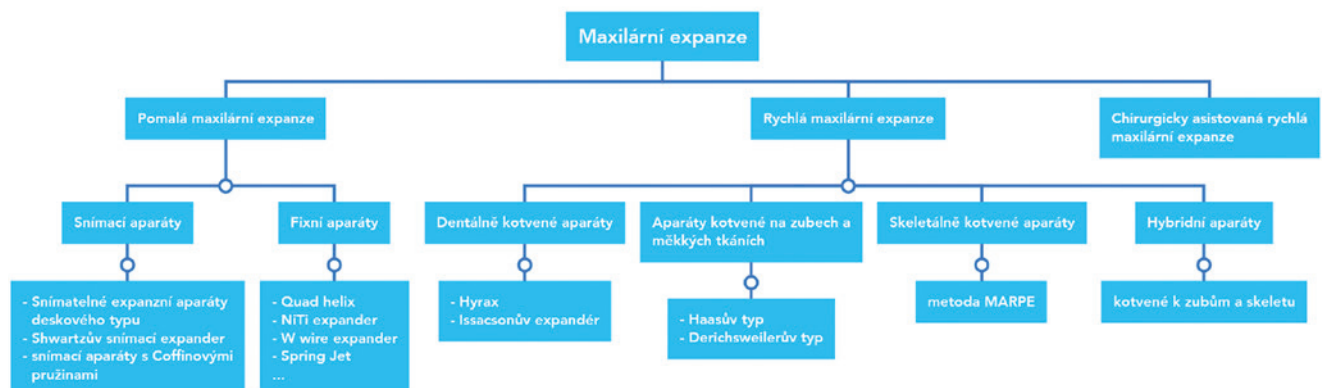 Maxilární expanze
Pomalá maxilární expanze
Rychlá maxilární expanze
Chirurgicky asistovaná rychlá
maxilární expanze
Snímací aparáty
Fixní aparáty
Dentálně kotvené aparáty
Aparáty kotvené na zubech a
měkkých tkáních
Skeletálně kotvené aparáty
Hybridní aparáty
- Snímatelné expanzní aparáty
deskového typu
- Shwartzův snímací expander
- snímací aparáty s Coffinovými
pružinami
- Quad helix
- NiTi expander
- W wire expander
- Spring Jet
...
- Hyrax
- Issacsonův expandér
- Haasův typ
- Derichsweilerův typ
metoda MARPE
kotvené k zubům a skeletu